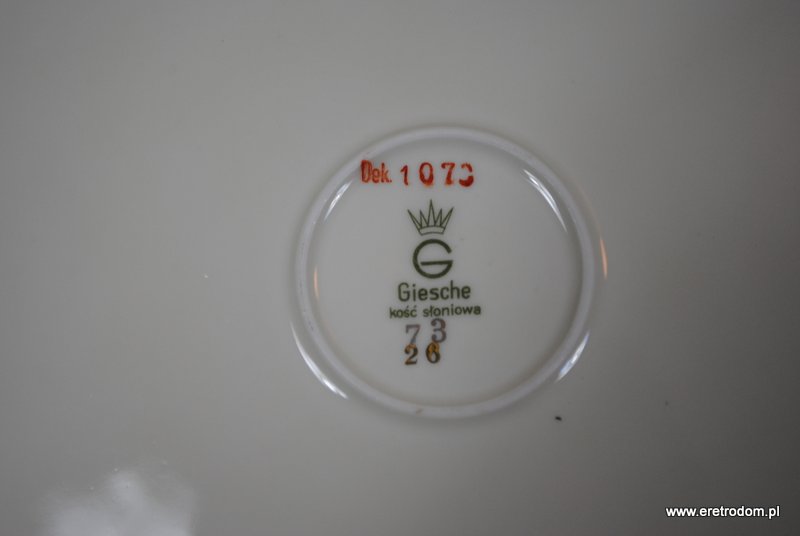 Dek. 1073
G
Giesche
kość słoniowa
73
26
www.eretrodom.pl